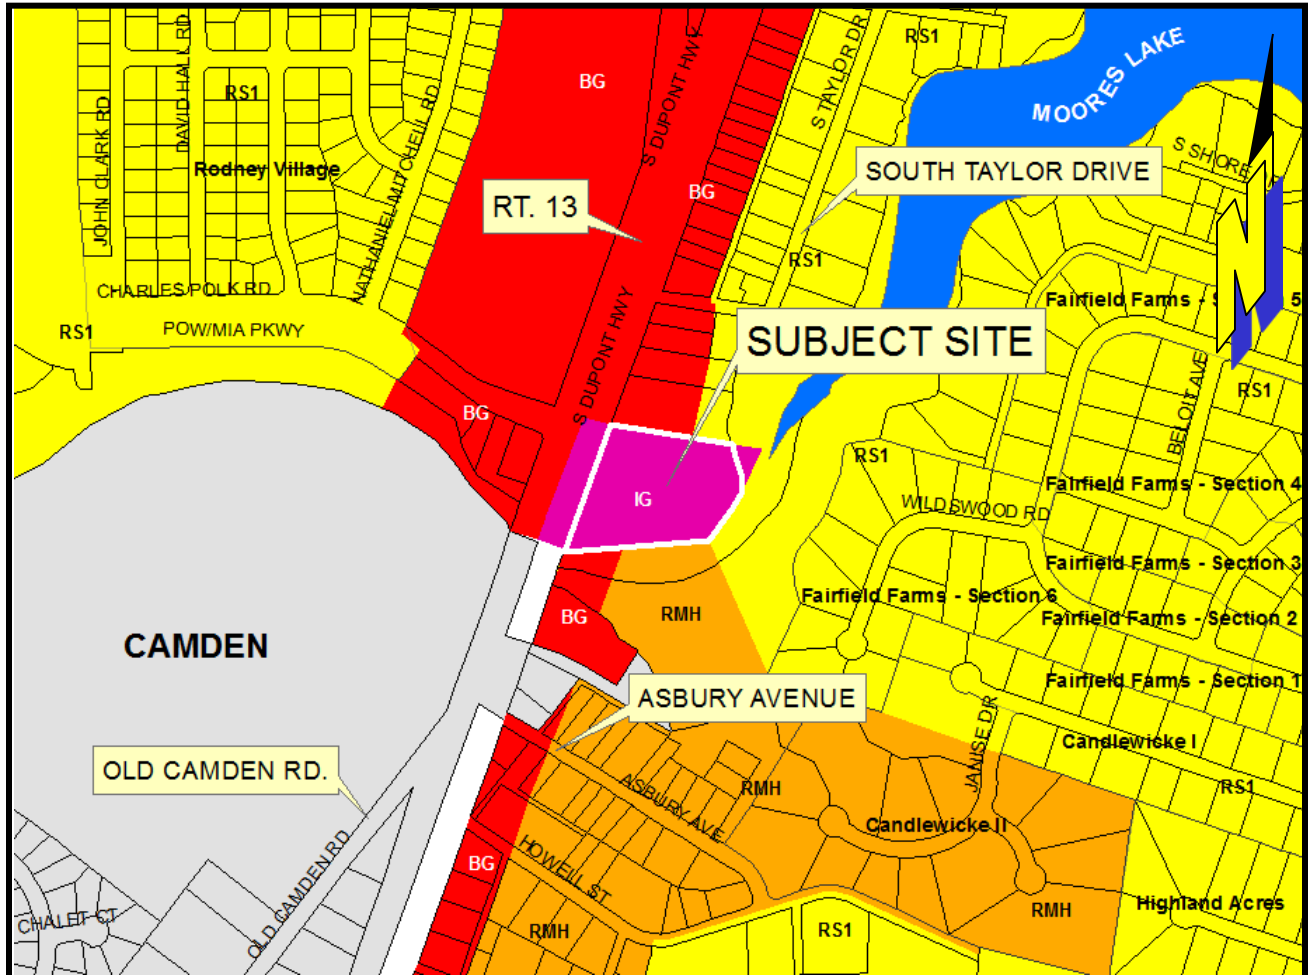 BG
S DUPONT HWY
S TAYLOR DR
RS1
MOORES LAKE
DAVID HALL RD
JOHN CLARK RD
RS1
Rodney Village
NATHANIEL MITCHELL RD
S SHORE
SOUTH TAYLOR DRIVE
BG
RT. 13
N
RS1
CHARLES POLK RD
Fairfield Farms - S 5
RS1
POW/MIA PKWY
S DUPONT HWY
SUBJECT SITE
BELOIT AVE
RS1
BG
RS1
Fairfield Farms - Section 4
IG
WILDSWOOD RD
Fairfield Farms - Section 3
Fairfield Farms - Section 6
BG
RMH
Fairfield Farms - Section 2
CAMDEN
Fairfield Farms - Section 1
ASBURY AVENUE
JANISE DR
Candlewicke I
OLD CAMDEN RD.
ASBURY AVE
RMH
RS1
Candlewicke II
OLD CAMDEN RD
HOWELL ST
BG
CHALET CT
RMH
RS1
RMH
Highland Acres